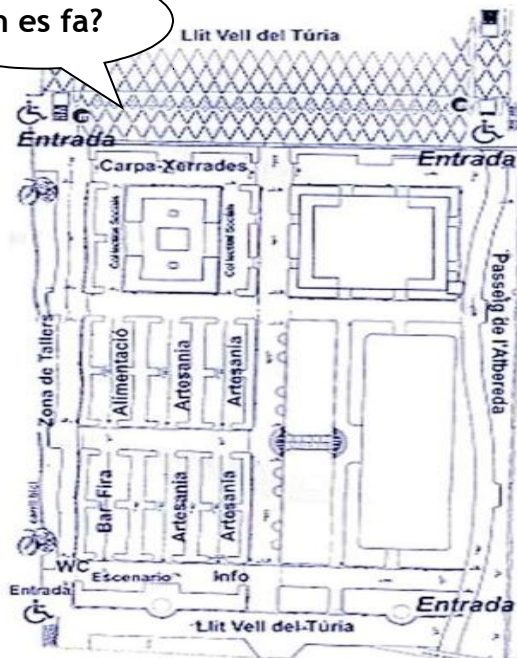 n es fa?
Llit Vell del Túria
C
C
Entrada
Entrada
Carpa-Xerrades
Col·lectius Socials
Col·lectius Socials
Passeig de l'Albereda
Zona de Tallers
Alimentació
Artesania
Artesania
Bar-Fira
Artesania
Artesania
carril bici
WC
Escenario
Info
Entrada
Entrada
Llit Vell del Túria